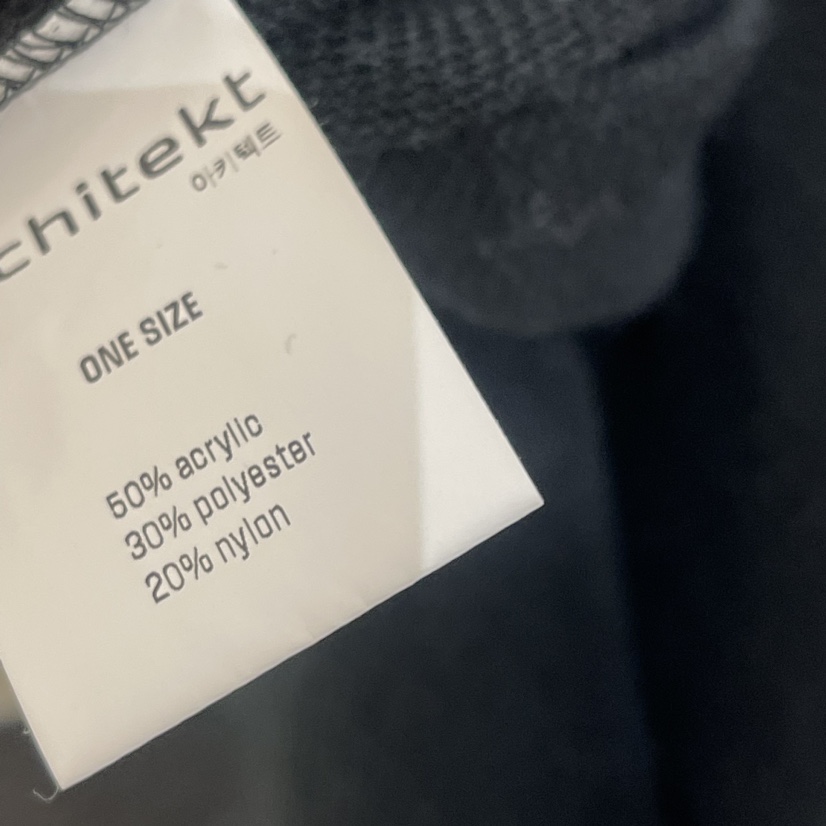 chitekt
아키텍트
ONE SIZE
50% acrylic
30% polyester
20% nylon